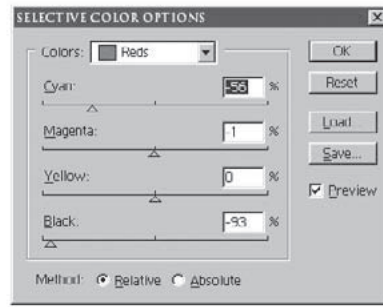 SELECTIVE COLOR OPTIONS
Colors: Reds
Cyan: -56 %
Magenta: -1 %
Yellow: 0 %
Black: -93 %
Method: Relative Absolute
OK
Reset
Load...
Save...
Preview